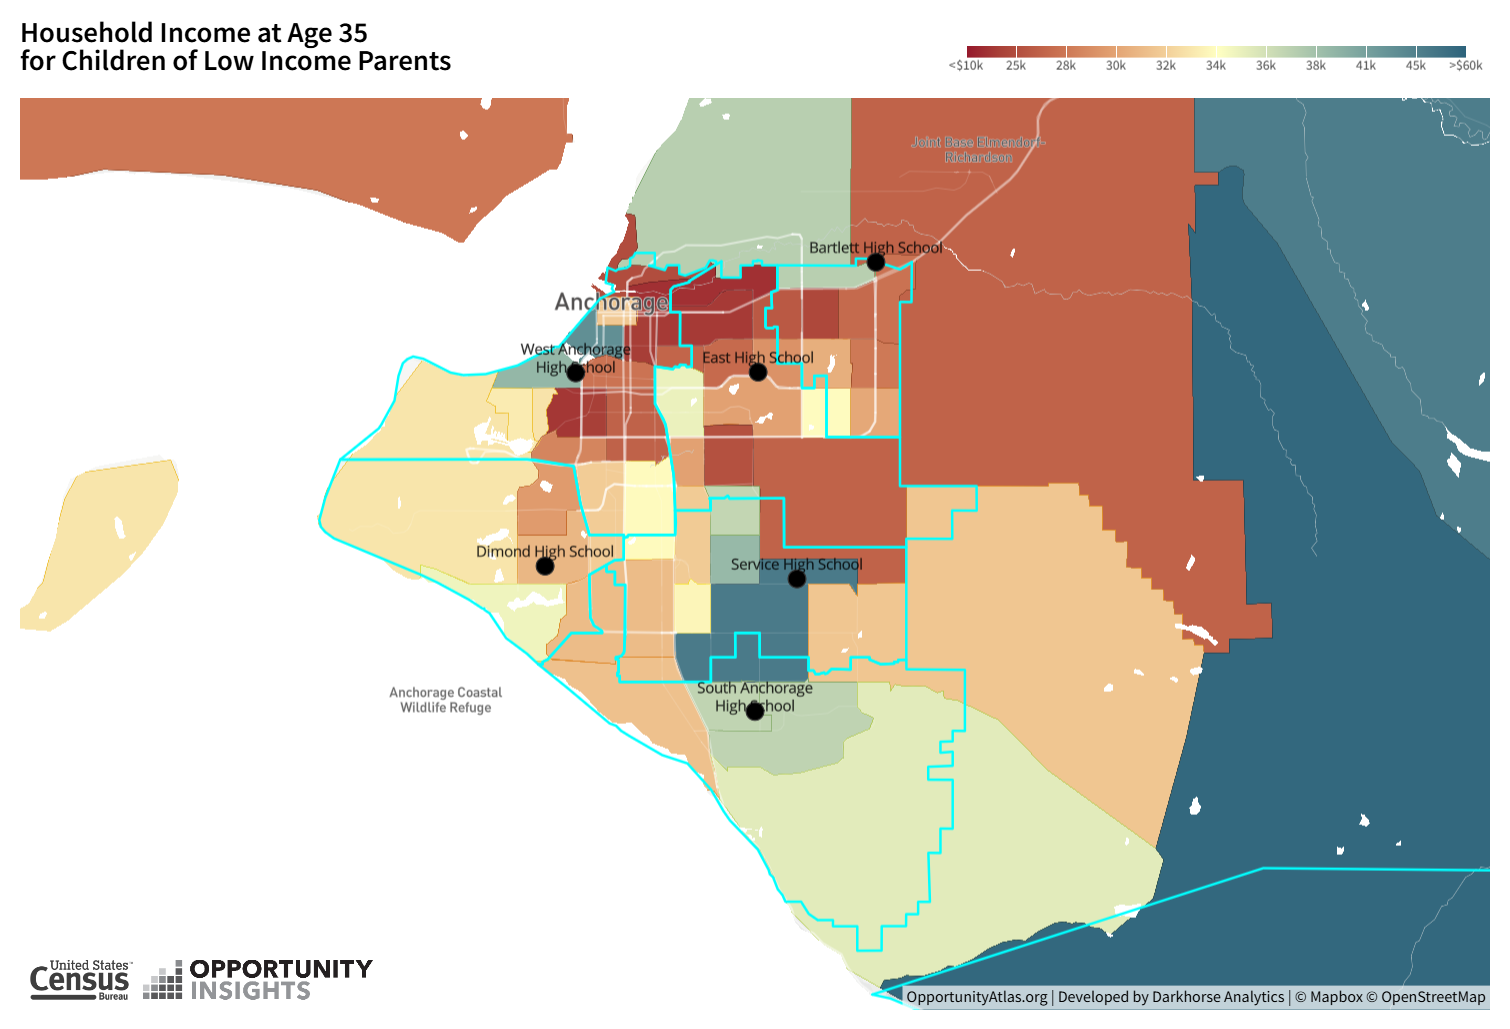 Household Income at Age 35
for Children of Low Income Parents
<$10k 25k 28k 30k 32k 34k 36k 38k 41k 45k >$60k
Joint Base Elmendorf-
Richardson
Bartlett High School
Anchorage
West Anchorage
High School
East High School
Dimond High School
Service High School
South Anchorage
High School
Anchorage Coastal
Wildlife Refuge
United States™
Census
Bureau
OPPORTUNITY
INSIGHTS
OpportunityAtlas.org | Developed by Darkhorse Analytics | © Mapbox © OpenStreetMap